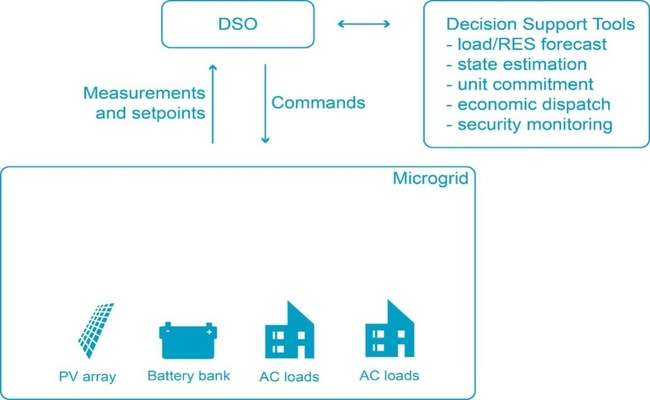 DSO
Decision Support Tools
- load/RES forecast
- state estimation
- unit commitment
- economic dispatch
- security monitoring
Measurements
and setpoints
Commands
Microgrid
PV array
Battery bank
AC loads
AC loads